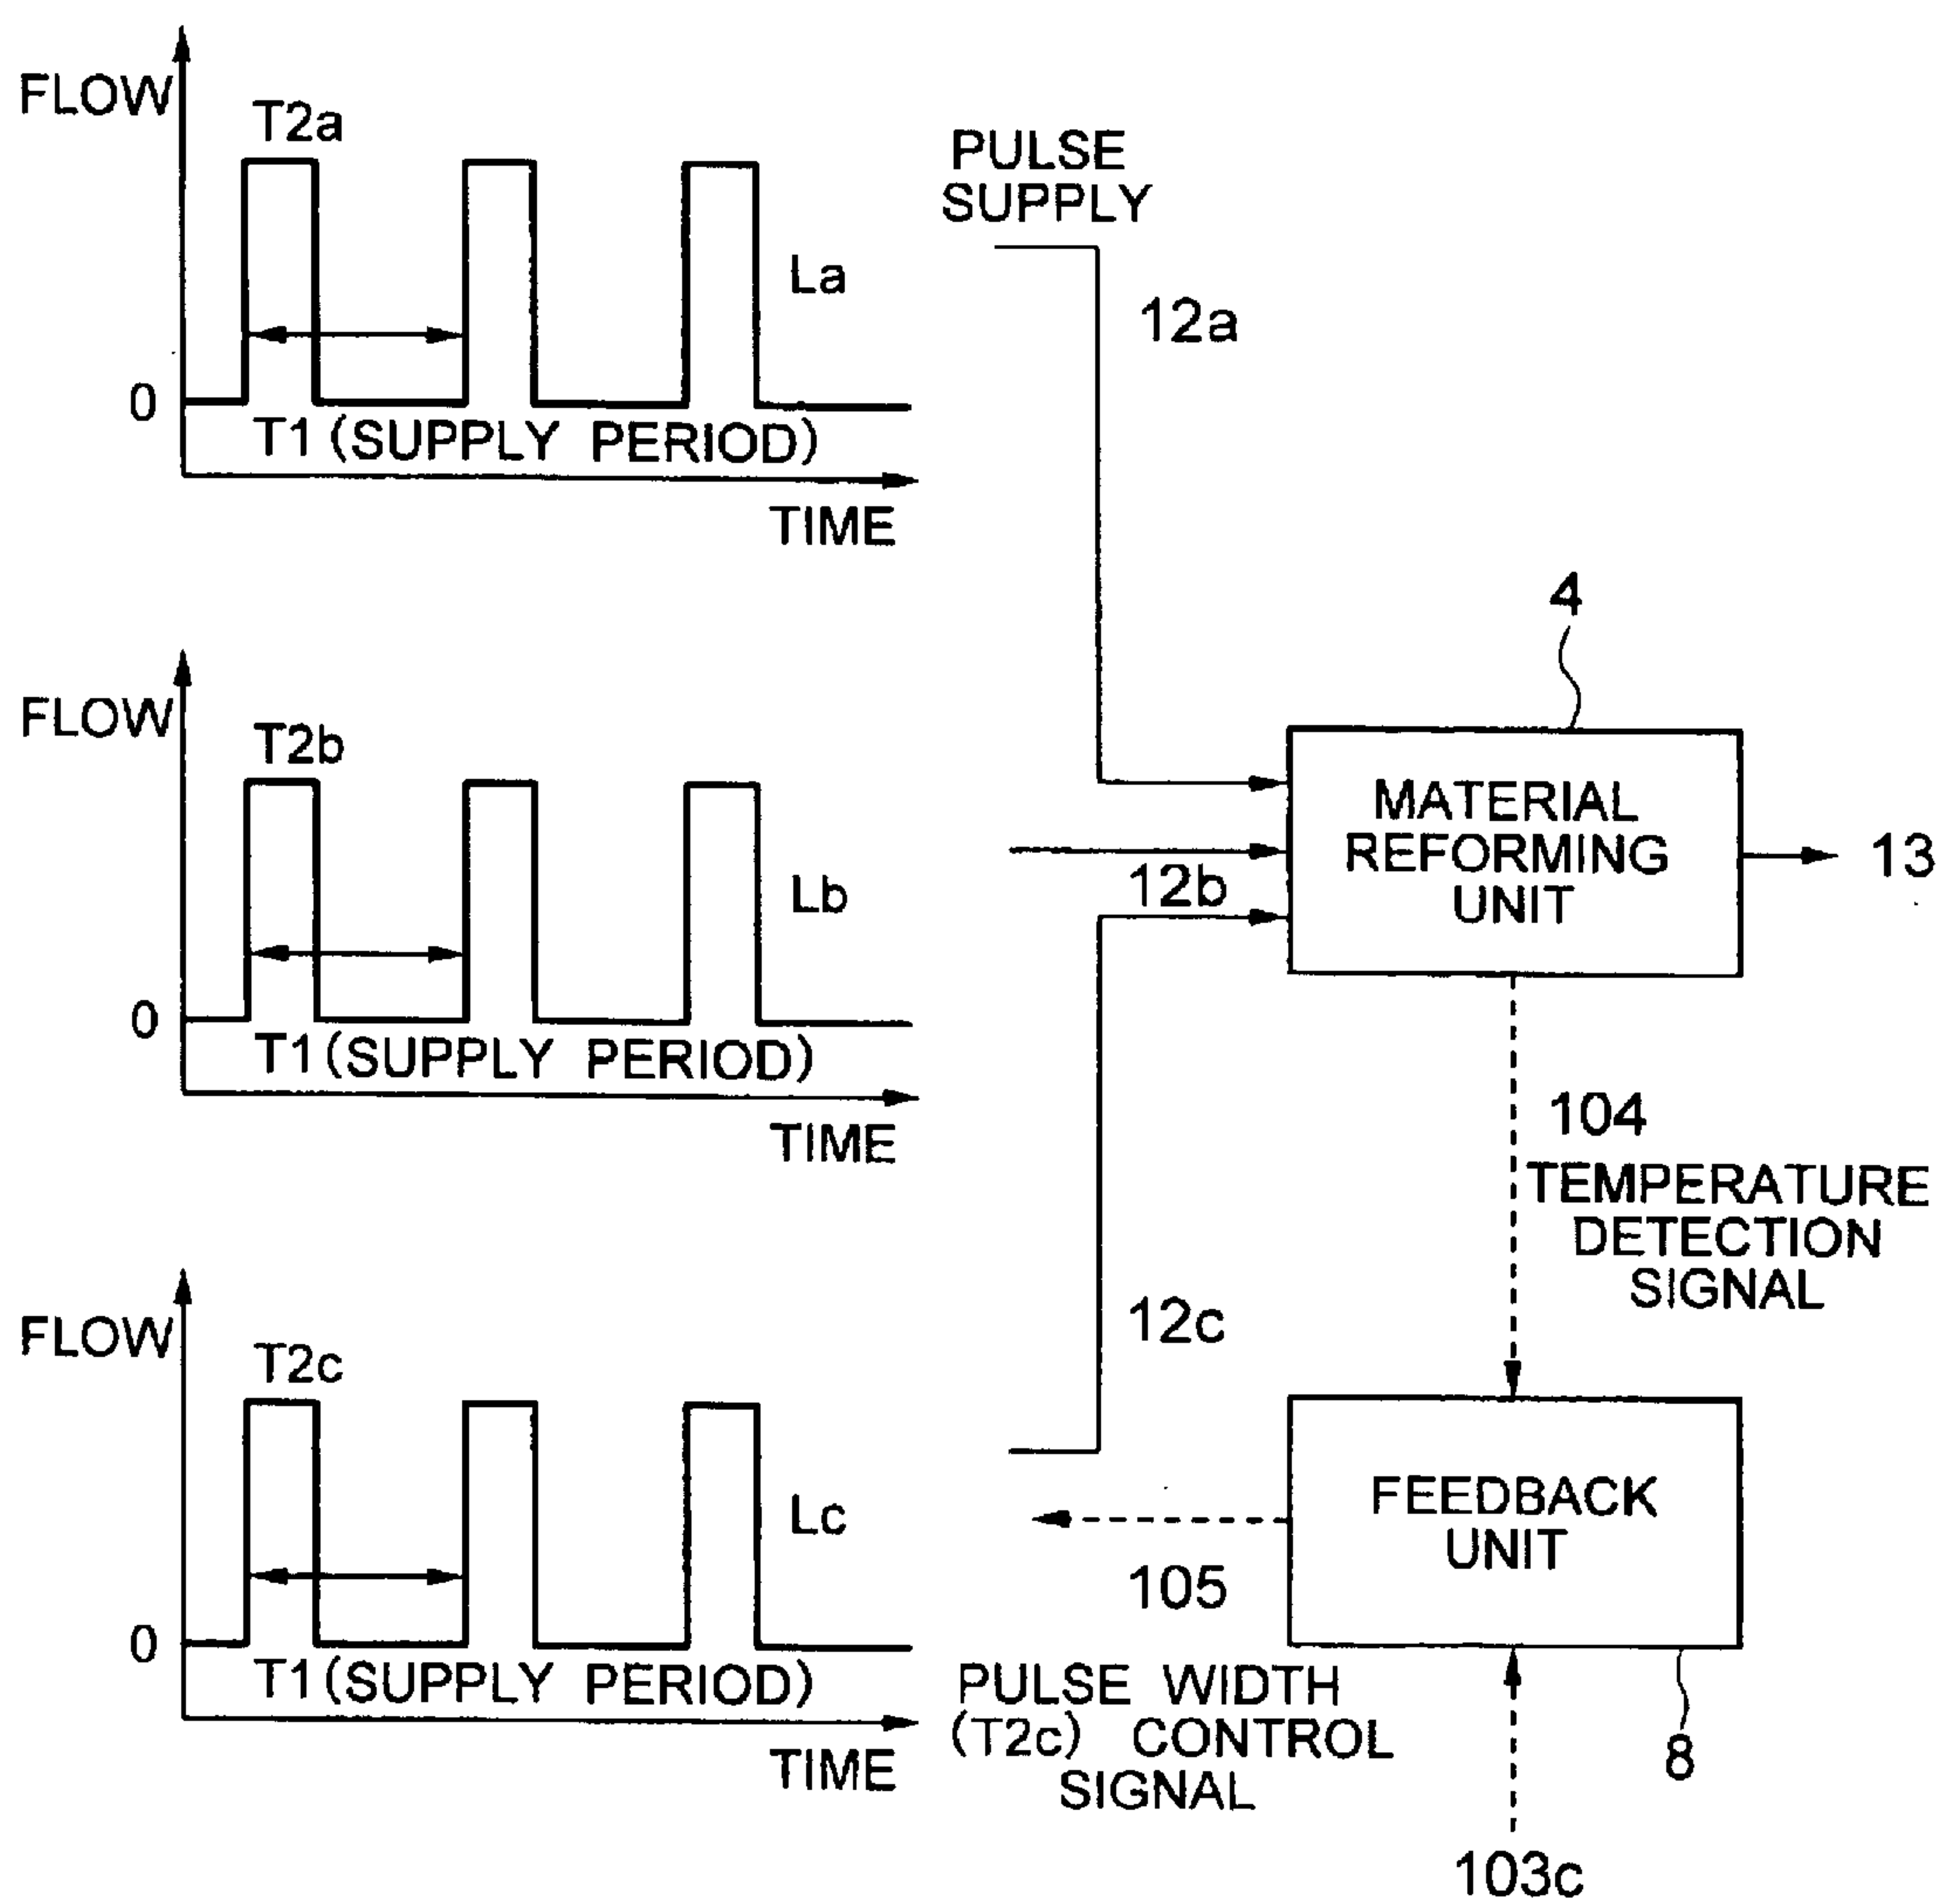 FLOW
T2a
La
0
T1 (SUPPLY PERIOD)
TIME
PULSE
SUPPLY
12a
FLOW
T2b
Lb
0
T1 (SUPPLY PERIOD)
TIME
12b
4
MATERIAL
REFORMING
UNIT
13
104
TEMPERATURE
DETECTION
SIGNAL
FLOW
T2c
Lc
0
T1 (SUPPLY PERIOD)
TIME
12c
105
PULSE WIDTH
(T2c) CONTROL
SIGNAL
FEEDBACK
UNIT
8
103c